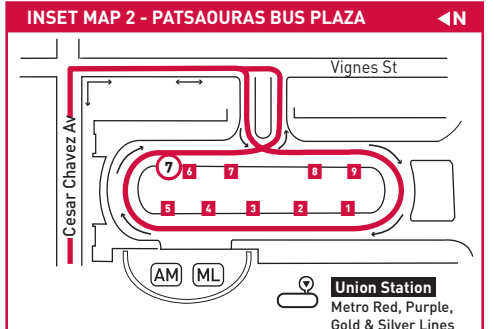 INSET MAP 2 - PATSAOURAS BUS PLAZA
◄N
Vignes St
Cesar Chavez Av
7
6 7 8 9
5 4 3 2 1
AM ML
Union Station
Metro Red, Purple,
Gold & Silver Lines